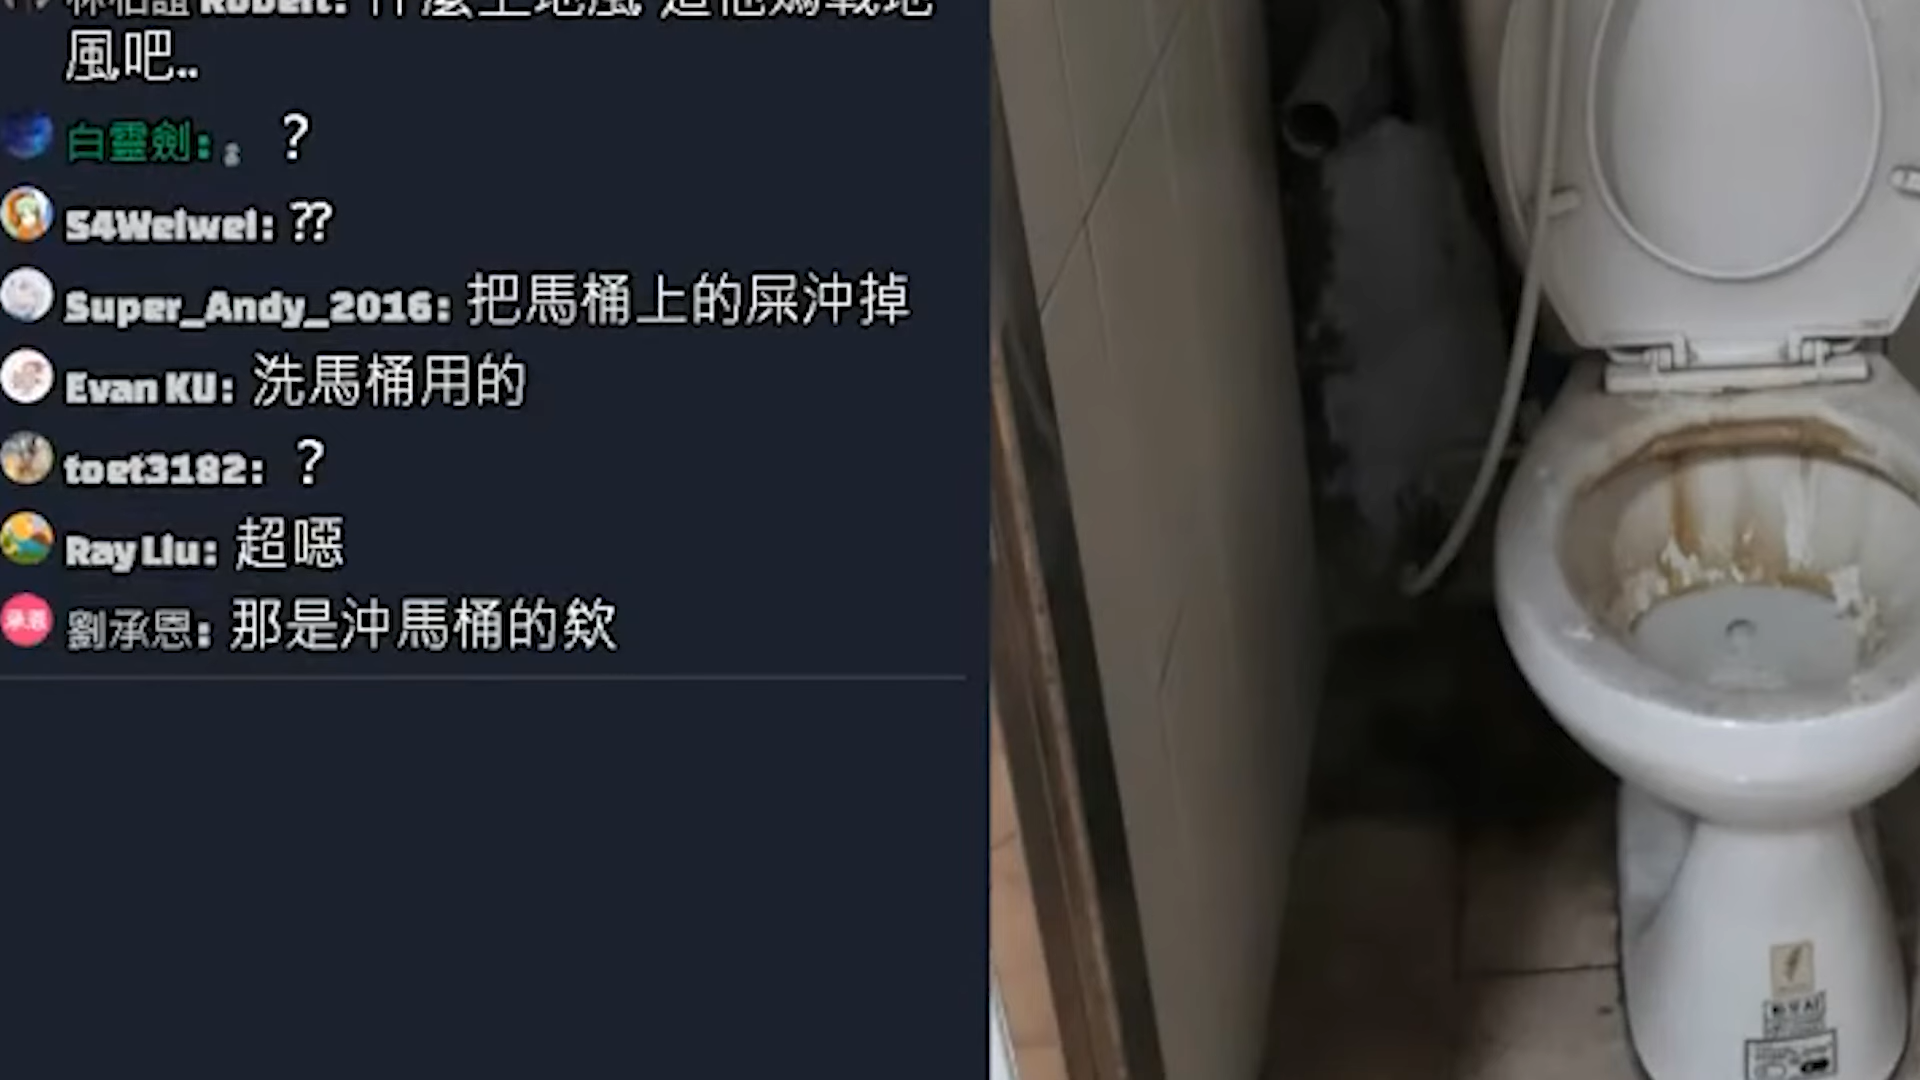 風吧..
白靈劍: ?
S4Weiwei: ??
Super_Andy_2016: 把馬桶上的屎沖掉
Evan KU: 洗馬桶用的
toet3182: ?
Ray Liu: 超噁
劉承恩: 那是沖馬桶的欸